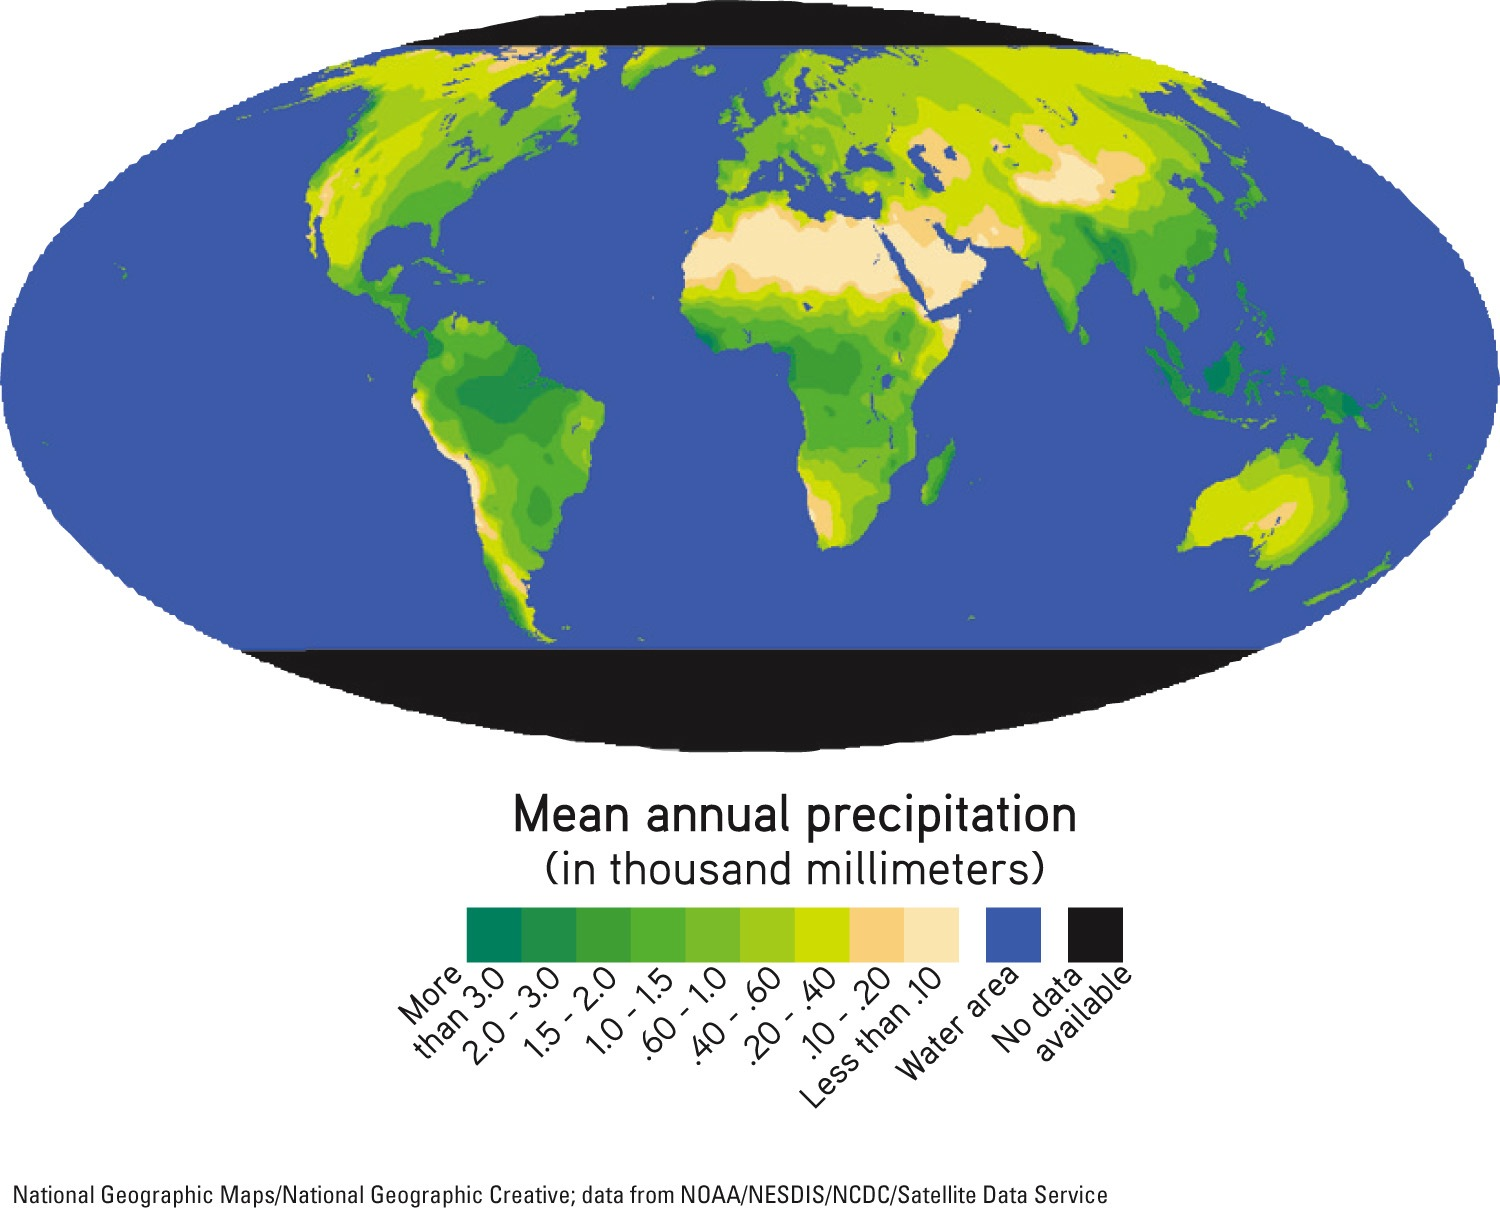 Mean annual precipitation
(in thousand millimeters)
More
than 3.0
2.0 - 3.0
1.5 - 2.0
1.0 - 1.5
.60 - 1.0
.40 - .60
.20 - .40
.10 - .20
Less than .10
Water area
No data
available
National Geographic Maps/National Geographic Creative; data from NOAA/NESDIS/NCDC/Satellite Data Service